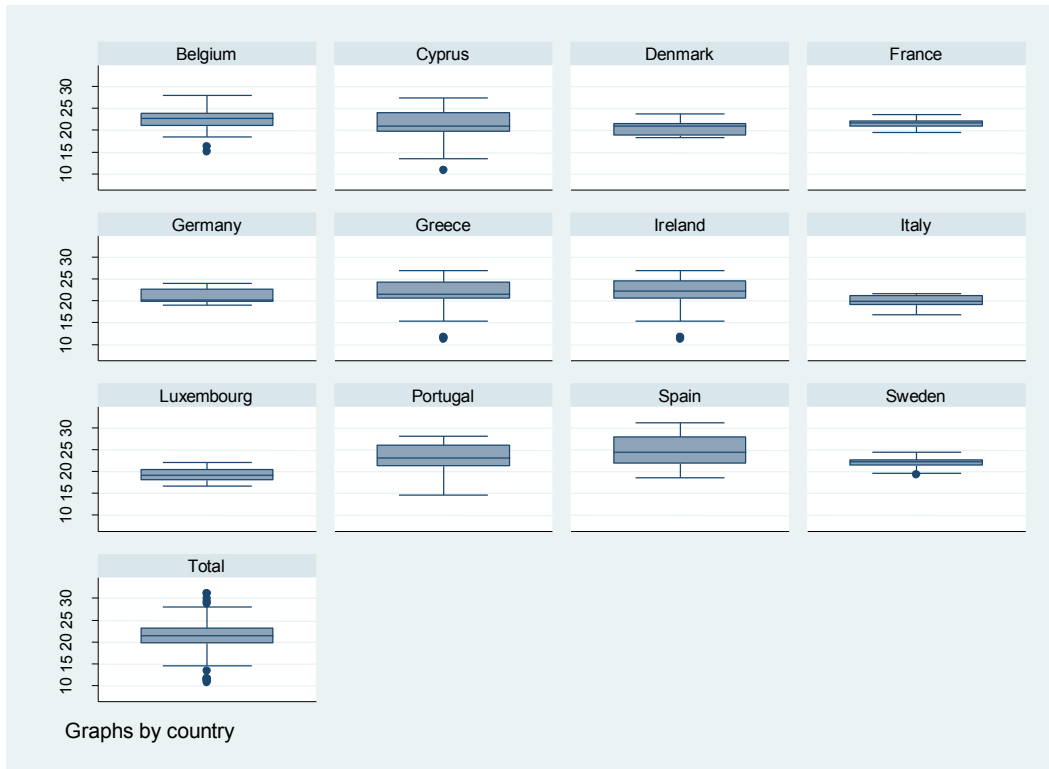 Belgium Cyprus Denmark France
10 15 20 25 30
Germany Greece Ireland Italy
10 15 20 25 30
Luxembourg Portugal Spain Sweden
10 15 20 25 30
Total
10 15 20 25 30
Graphs by country